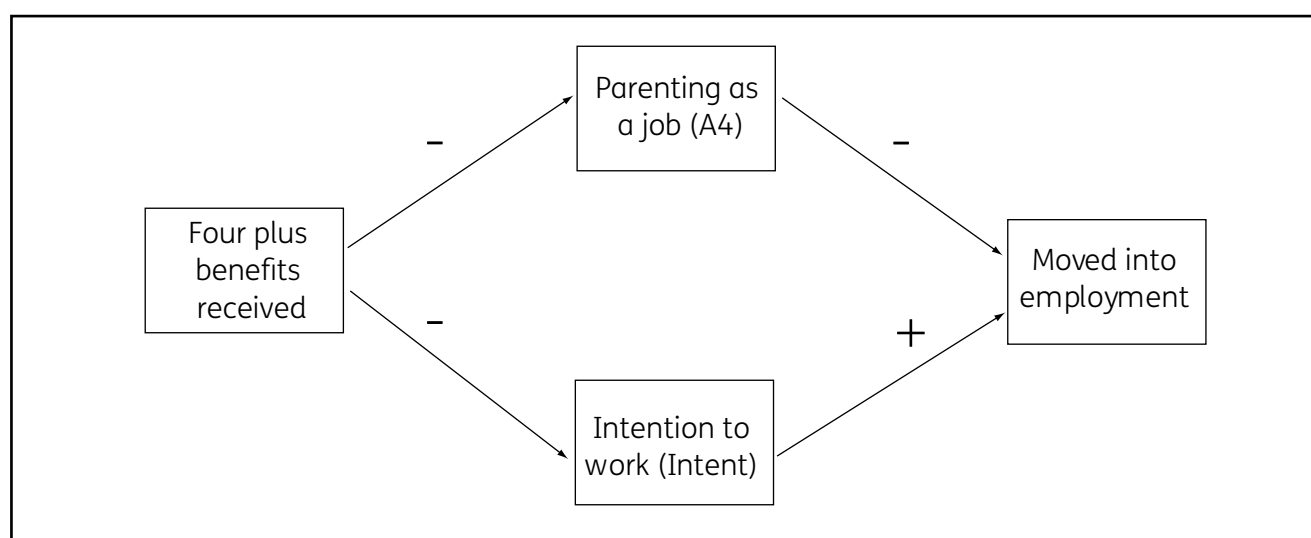 Parenting as
a job (A4)
-
-
Four plus
benefits
received
Moved into
employment
-
+
Intention to
work (Intent)